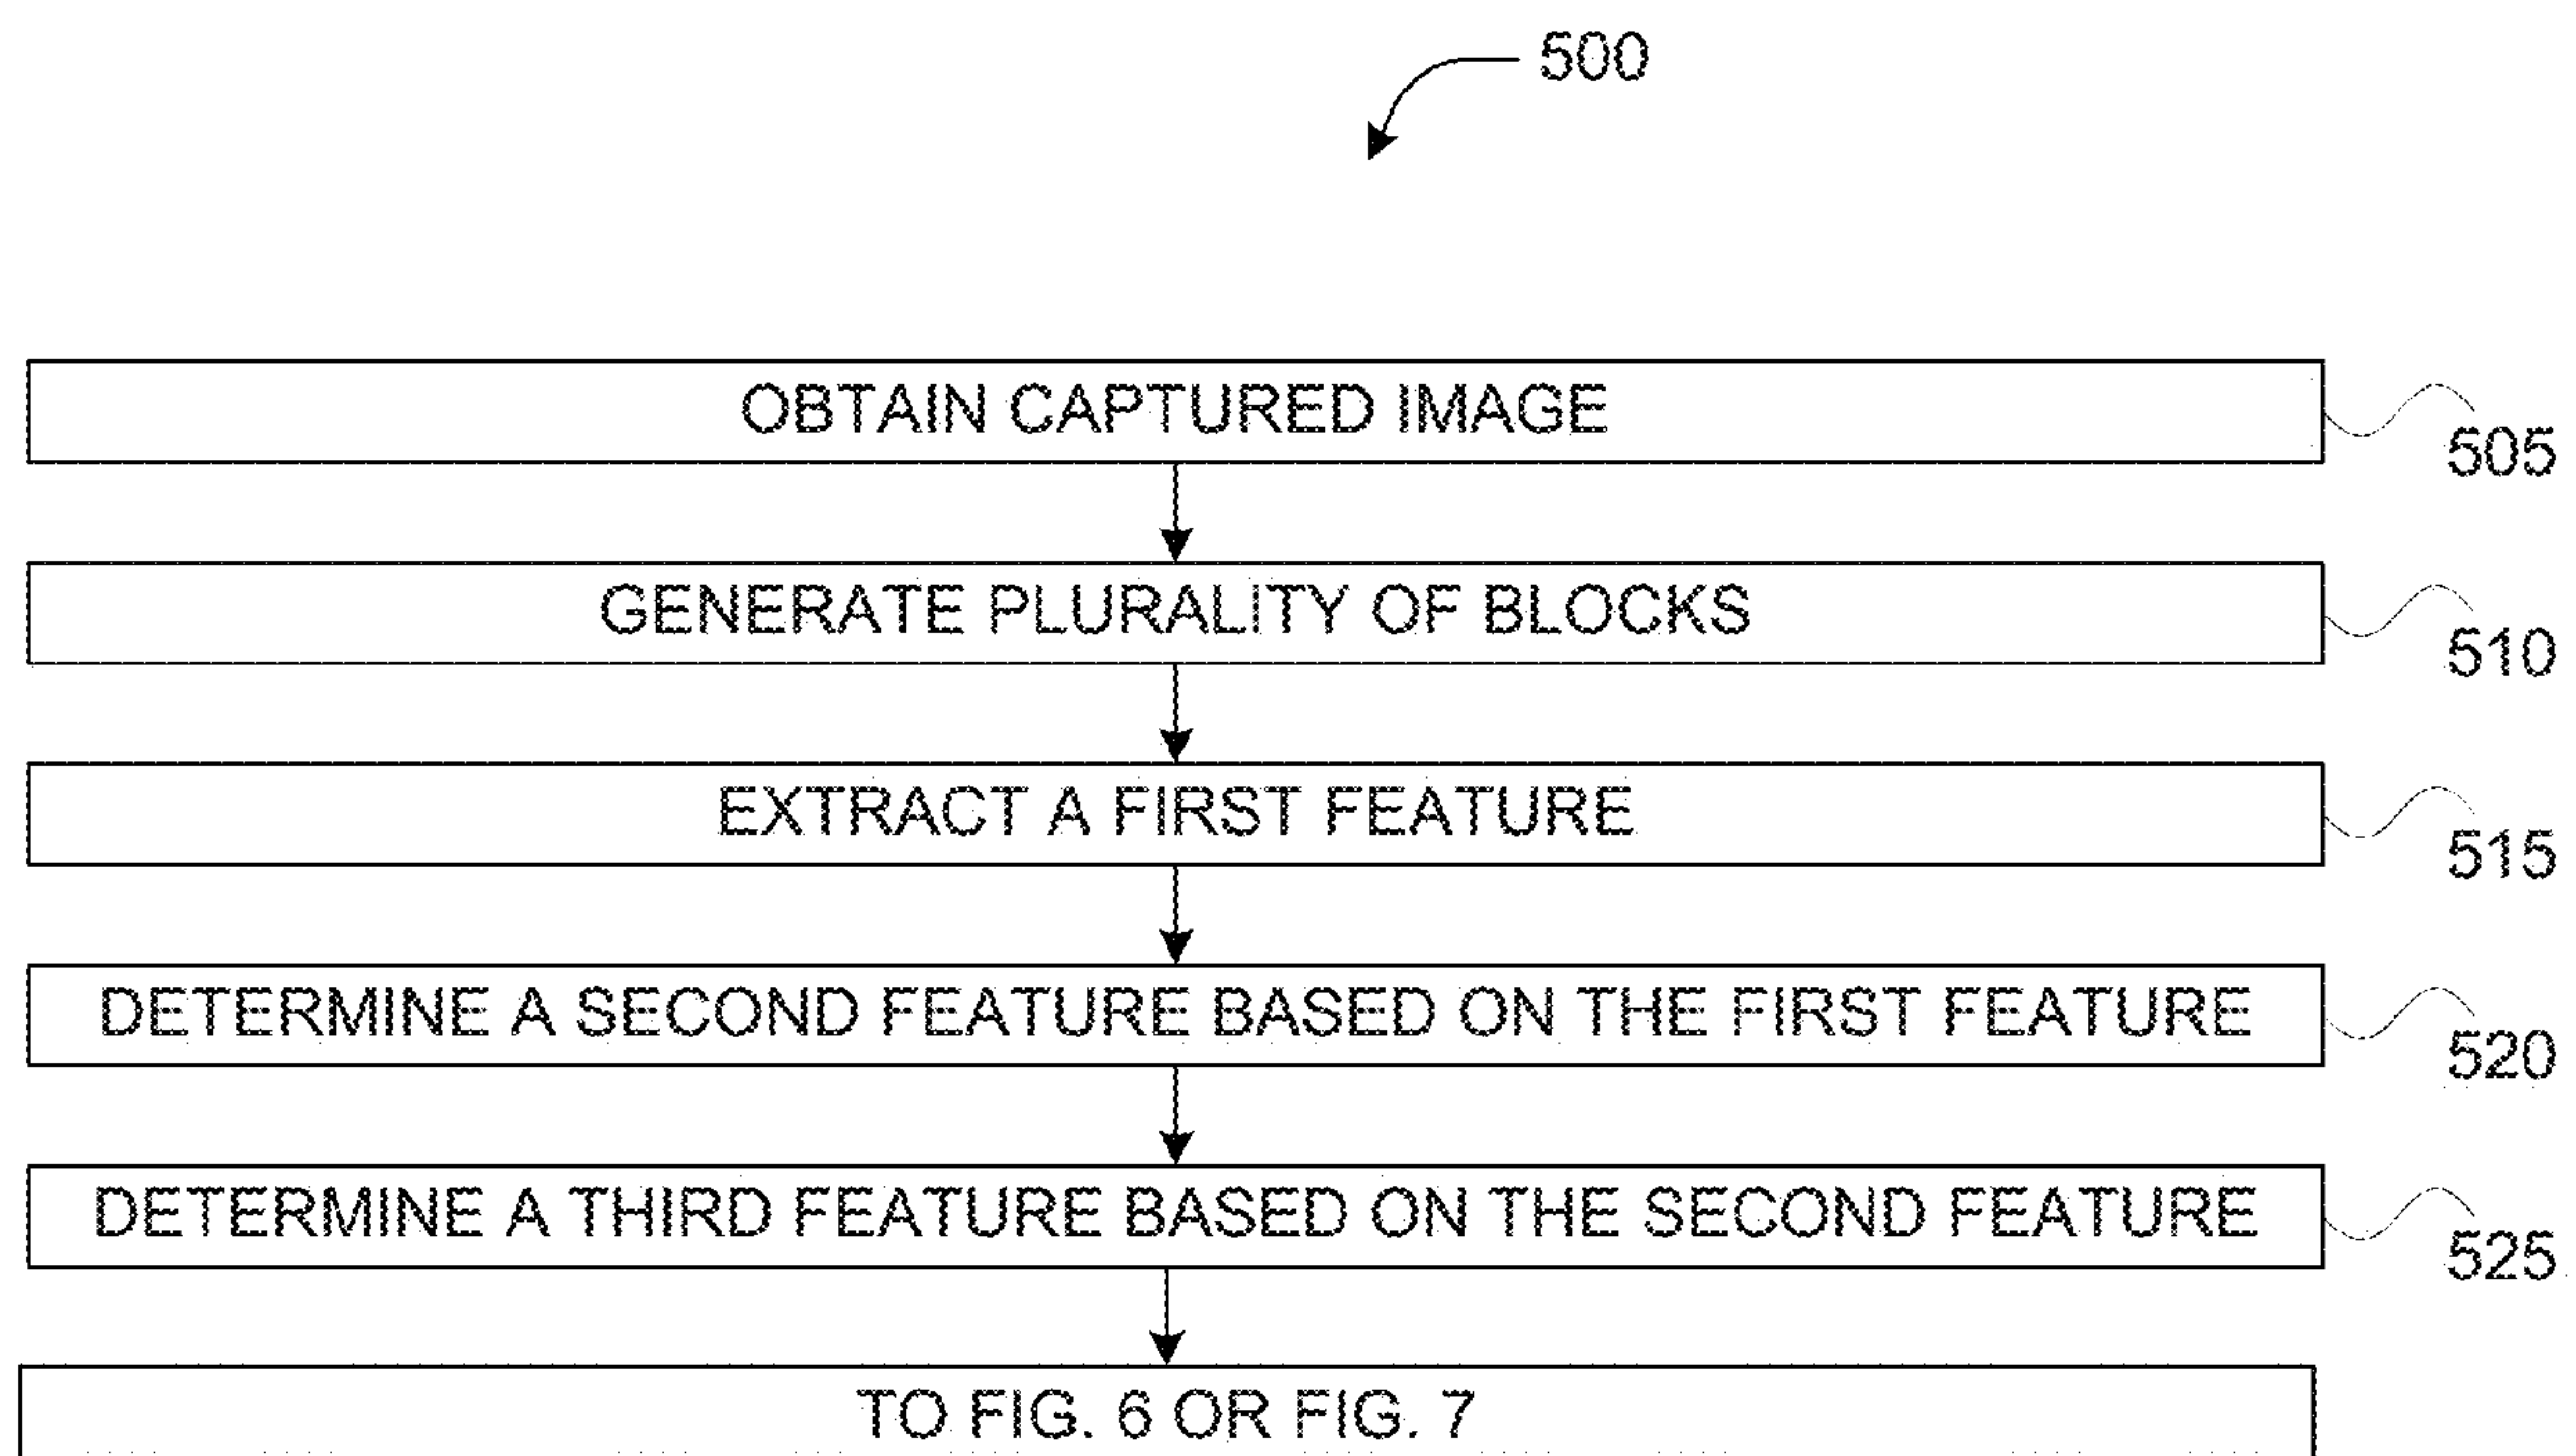 500
OBTAIN CAPTURED IMAGE
505
GENERATE PLURALITY OF BLOCKS
510
EXTRACT A FIRST FEATURE
515
DETERMINE A SECOND FEATURE BASED ON THE FIRST FEATURE
520
DETERMINE A THIRD FEATURE BASED ON THE SECOND FEATURE
525
TO FIG. 6 OR FIG. 7